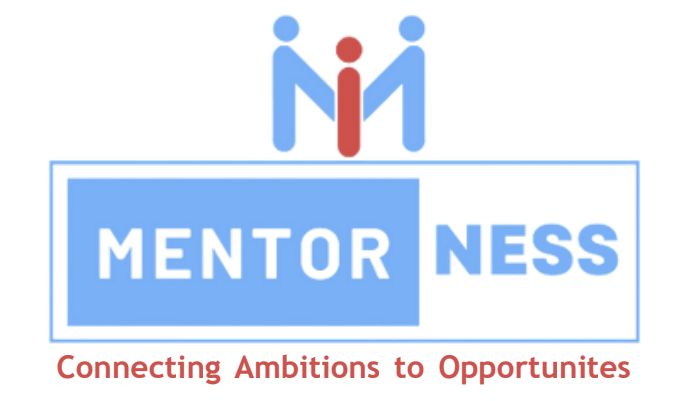 MENTOR NESS
Connecting Ambitions to Opportunites